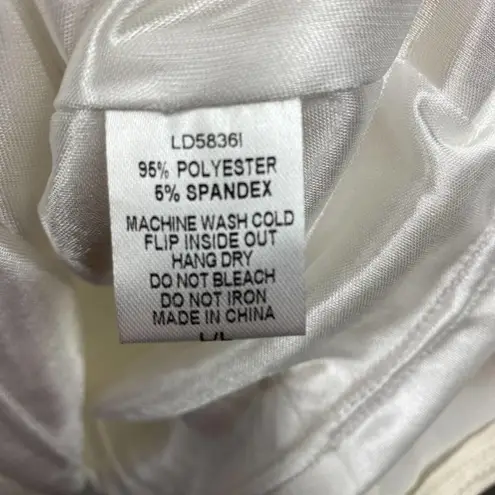 LD5836I
95% POLYESTER
5% SPANDEX
MACHINE WASH COLD
FLIP INSIDE OUT
HANG DRY
DO NOT BLEACH
DO NOT IRON
MADE IN CHINA
L/L